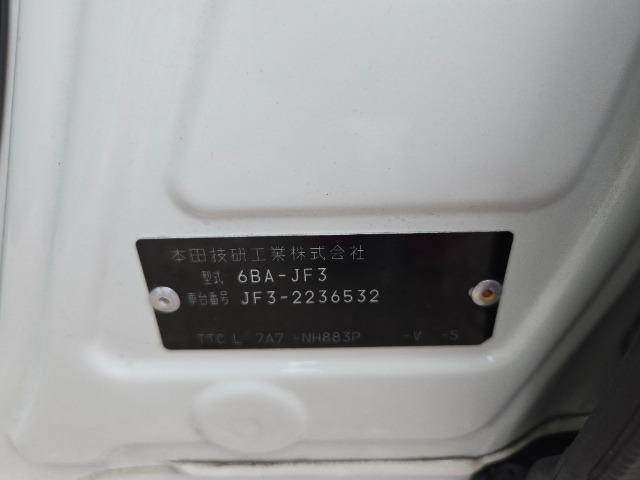 本田技研工業株式会社
型式 6BA-JF3
車台番号 JF3-2236532
TTC L 7A7 -NH883P -V -S